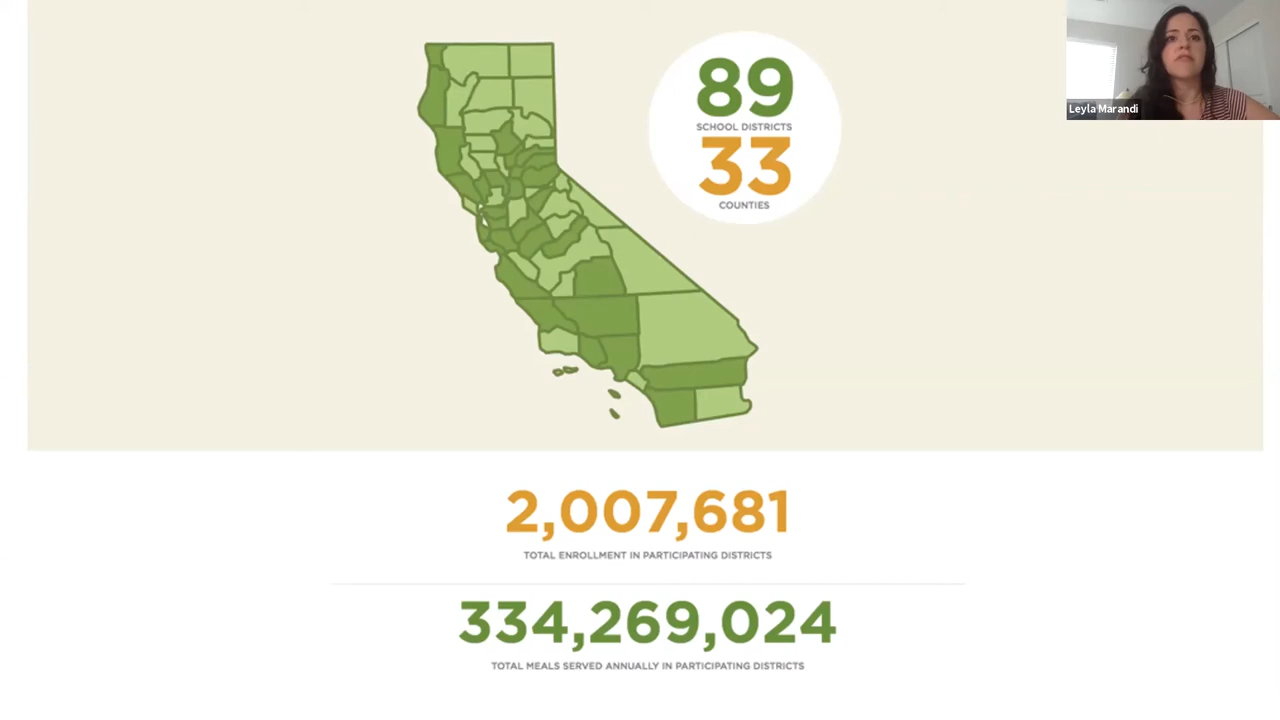 89
SCHOOL DISTRICTS
33
COUNTIES
Leyla Marandi
2,007,681
TOTAL ENROLLMENT IN PARTICIPATING DISTRICTS
334,269,024
TOTAL MEALS SERVED ANNUALLY IN PARTICIPATING DISTRICTS